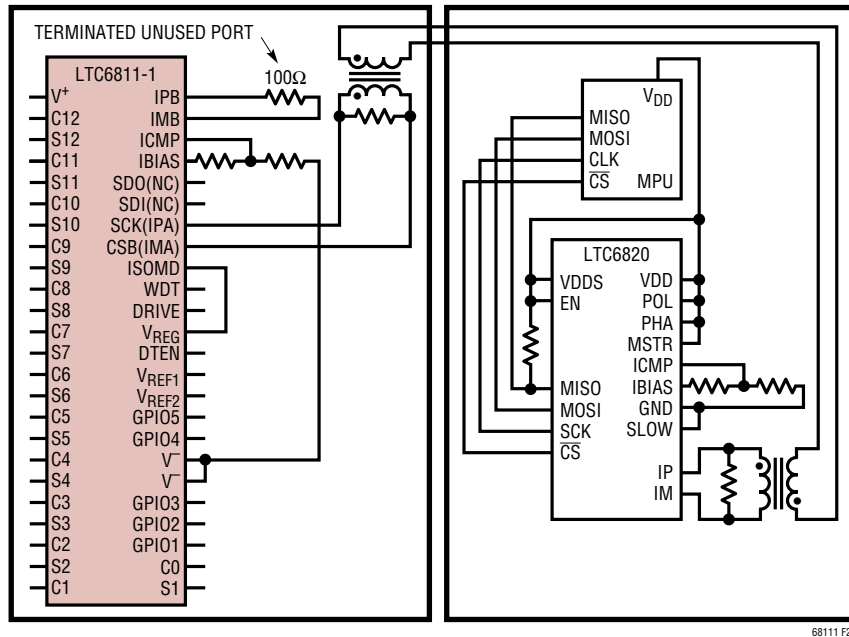 TERMINATED UNUSED PORT
100Ω
LTC6811-1
V+
C12
S12
C11
S11
C10
S10
C9
S9
C8
S8
C7
S7
C6
S6
C5
S5
C4
S4
C3
S3
C2
S2
C1
IPB
IMB
ICMP
IBIAS
SDO(NC)
SDI(NC)
SCK(IPA)
CSB(IMA)
ISOMD
WDT
DRIVE
VREG
DTEN
VREF1
VREF2
GPIO5
GPIO4
V–
V–
GPIO3
GPIO2
GPIO1
C0
S1
VDD
MISO
MOSI
CLK
CS MPU
LTC6820
VDDS
EN
MISO
MOSI
SCK
CS
VDD
POL
PHA
MSTR
ICMP
IBIAS
GND
SLOW
IP
IM